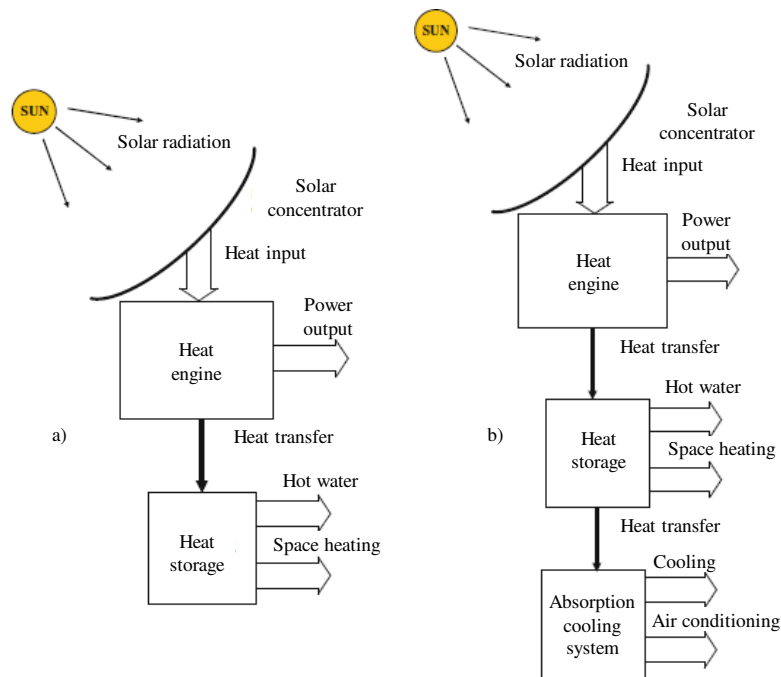 SUN
Solar radiation
Solar
concentrator
Heat input
Power
output
Heat
engine
a)
Heat transfer
Hot water
Heat
storage
Space heating
SUN
Solar radiation
Solar
concentrator
Heat input
Power
output
Heat
engine
Heat transfer
Hot water
b)
Heat
storage
Space heating
Heat transfer
Cooling
Absorption
cooling
system
Air conditioning